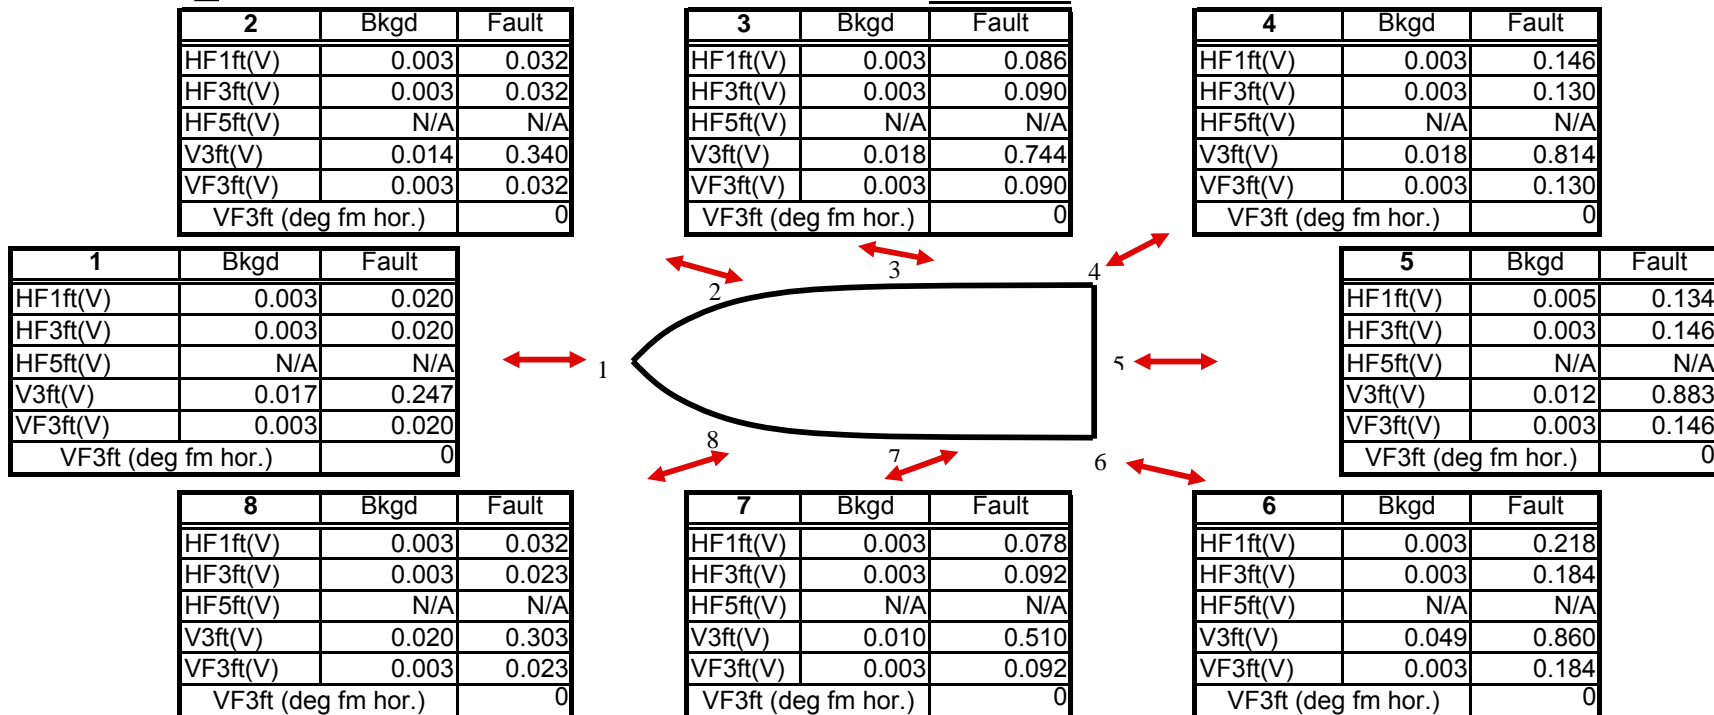 2 Bkgd Fault
HF1ft(V) 0.003 0.032
HF3ft(V) 0.003 0.032
HF5ft(V) N/A N/A
V3ft(V) 0.014 0.340
VF3ft(V) 0.003 0.032
VF3ft (deg fm hor.) 0
3 Bkgd Fault
HF1ft(V) 0.003 0.086
HF3ft(V) 0.003 0.090
HF5ft(V) N/A N/A
V3ft(V) 0.018 0.744
VF3ft(V) 0.003 0.090
VF3ft (deg fm hor.) 0
4 Bkgd Fault
HF1ft(V) 0.003 0.146
HF3ft(V) 0.003 0.130
HF5ft(V) N/A N/A
V3ft(V) 0.018 0.814
VF3ft(V) 0.003 0.130
VF3ft (deg fm hor.) 0
1 Bkgd Fault
HF1ft(V) 0.003 0.020
HF3ft(V) 0.003 0.020
HF5ft(V) N/A N/A
V3ft(V) 0.017 0.247
VF3ft(V) 0.003 0.020
VF3ft (deg fm hor.) 0
2
3
4
1
5
8
7
6
5 Bkgd Fault
HF1ft(V) 0.005 0.134
HF3ft(V) 0.003 0.146
HF5ft(V) N/A N/A
V3ft(V) 0.012 0.883
VF3ft(V) 0.003 0.146
VF3ft (deg fm hor.) 0
8 Bkgd Fault
HF1ft(V) 0.003 0.032
HF3ft(V) 0.003 0.023
HF5ft(V) N/A N/A
V3ft(V) 0.020 0.303
VF3ft(V) 0.003 0.023
VF3ft (deg fm hor.) 0
7 Bkgd Fault
HF1ft(V) 0.003 0.078
HF3ft(V) 0.003 0.092
HF5ft(V) N/A N/A
V3ft(V) 0.010 0.510
VF3ft(V) 0.003 0.092
VF3ft (deg fm hor.) 0
6 Bkgd Fault
HF1ft(V) 0.003 0.218
HF3ft(V) 0.003 0.184
HF5ft(V) N/A N/A
V3ft(V) 0.049 0.860
VF3ft(V) 0.003 0.184
VF3ft (deg fm hor.) 0